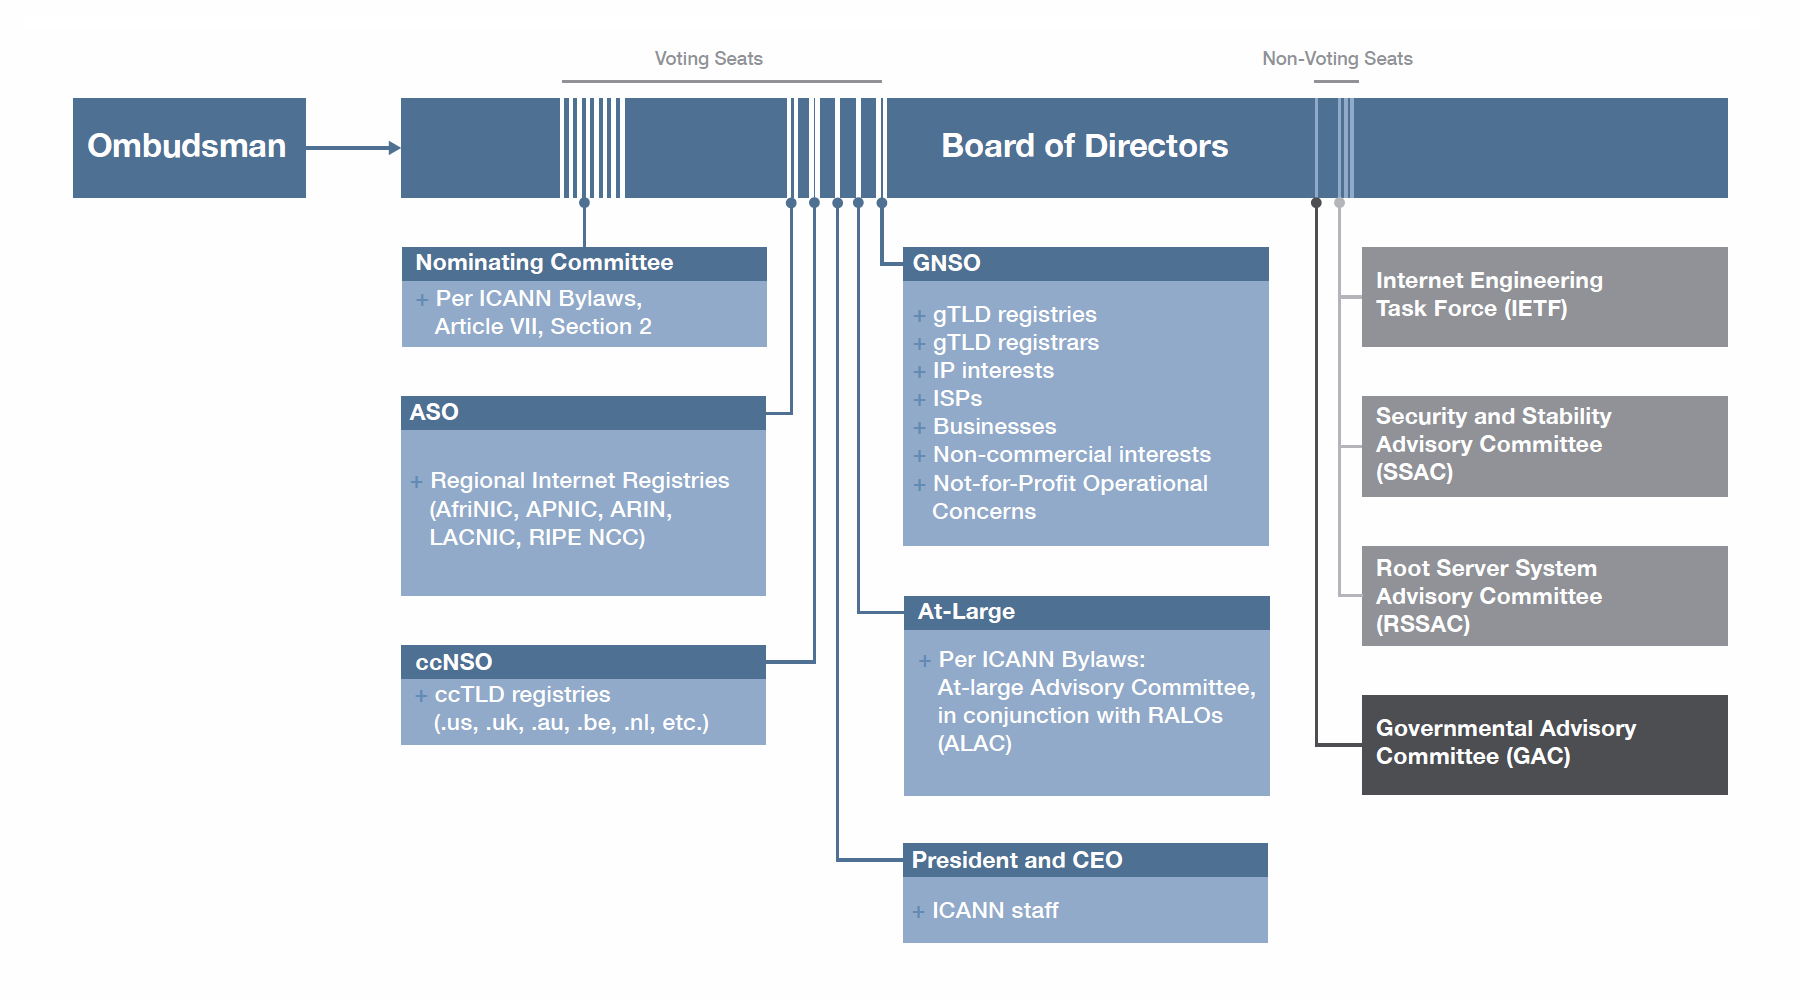 Voting Seats
Non-Voting Seats
Ombudsman
Board of Directors
Nominating Committee
+ Per ICANN Bylaws,
Article VII, Section 2
ASO
+ Regional Internet Registries
(AfriNIC, APNIC, ARIN,
LACNIC, RIPE NCC)
ccNSO
+ ccTLD registries
(.us, .uk, .au, .be, .nl, etc.)
GNSO
+ gTLD registries
+ gTLD registrars
+ IP interests
+ ISPs
+ Businesses
+ Non-commercial interests
+ Not-for-Profit Operational
Concerns
At-Large
+ Per ICANN Bylaws:
At-large Advisory Committee,
in conjunction with RALOs
(ALAC)
President and CEO
+ ICANN staff
Internet Engineering
Task Force (IETF)
Security and Stability
Advisory Committee
(SSAC)
Root Server System
Advisory Committee
(RSSAC)
Governmental Advisory
Committee (GAC)